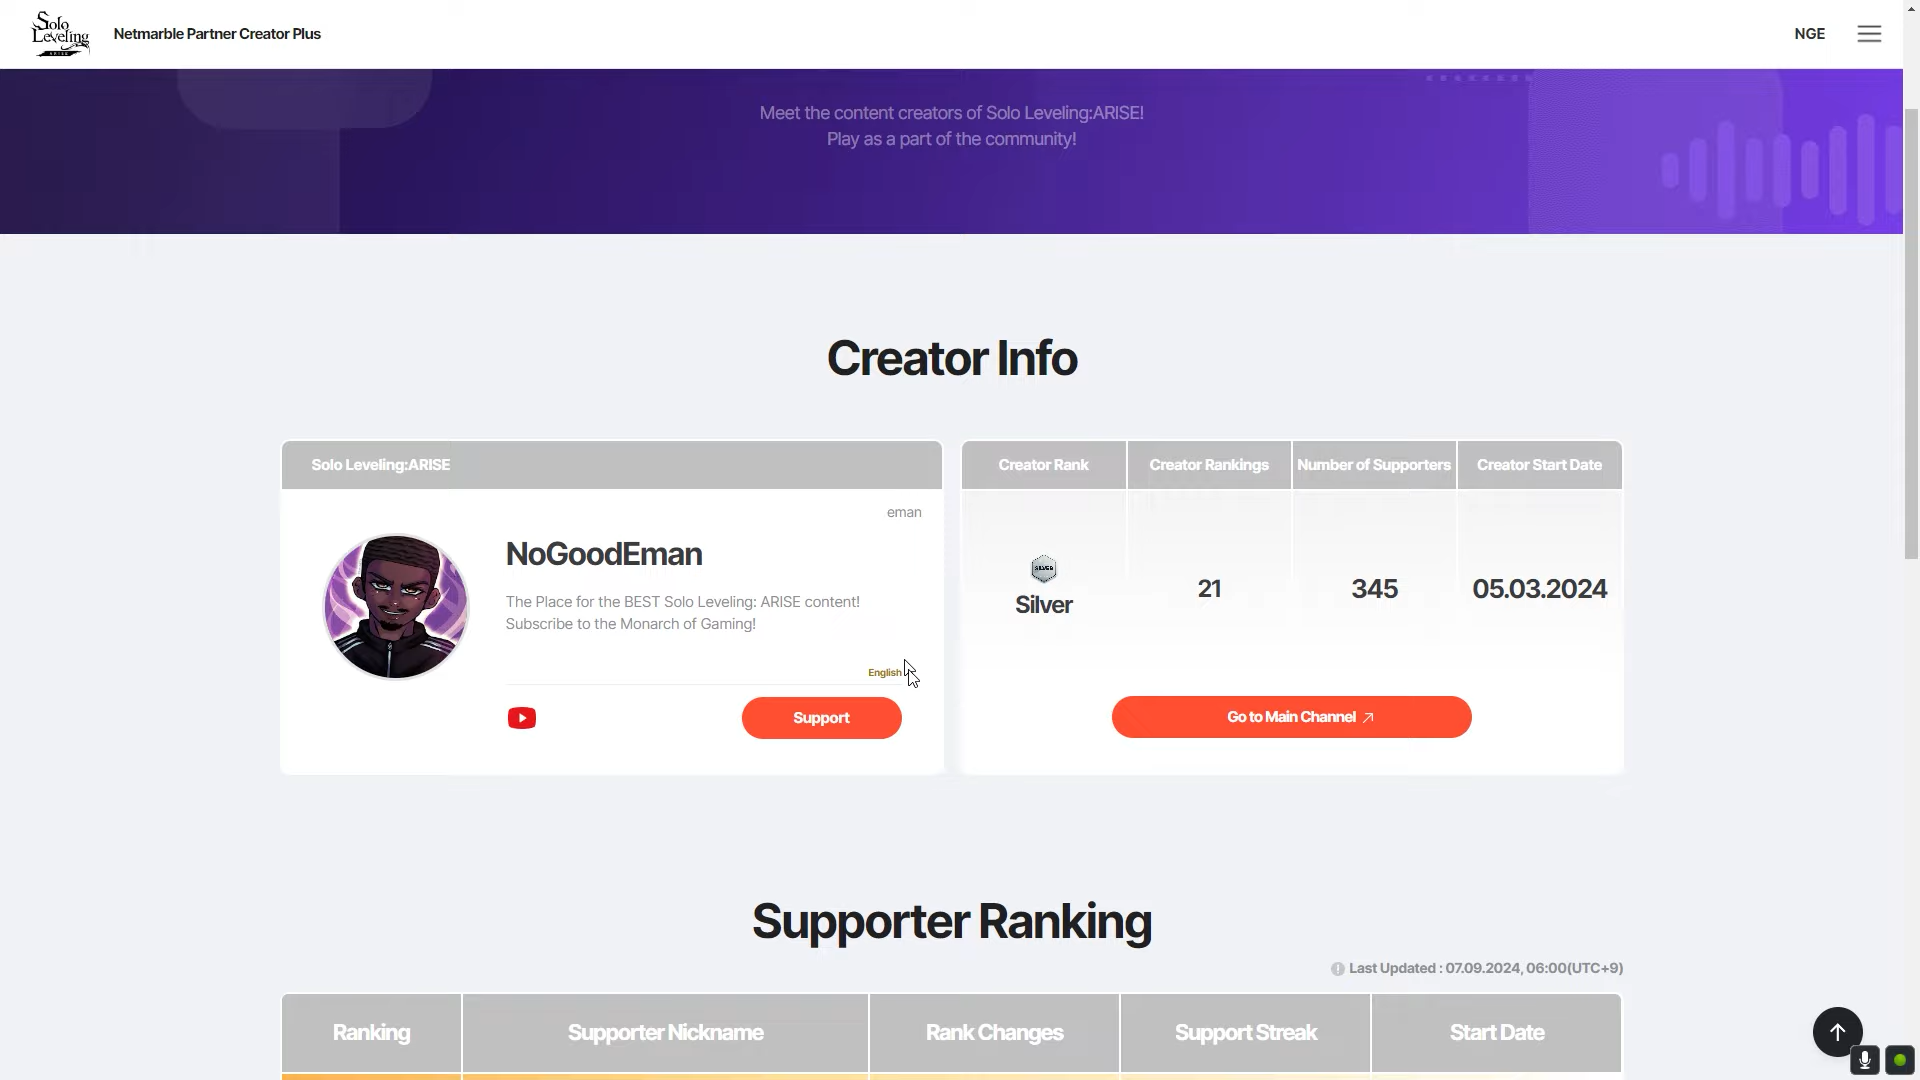 Solo
Leveling
ARISE
Netmarble Partner Creator Plus
NGE
Meet the content creators of Solo Leveling:ARISE!
Play as a part of the community!
Creator Info
Solo Leveling:ARISE
eman
NoGoodEman
The Place for the BEST Solo Leveling: ARISE content!
Subscribe to the Monarch of Gaming!
English
Support
Creator Rank
Creator Rankings
Number of Supporters
Creator Start Date
SILVER
Silver
21
345
05.03.2024
Go to Main Channel
Supporter Ranking
Last Updated : 07.09.2024, 06:00(UTC+9)
Ranking
Supporter Nickname
Rank Changes
Support Streak
Start Date